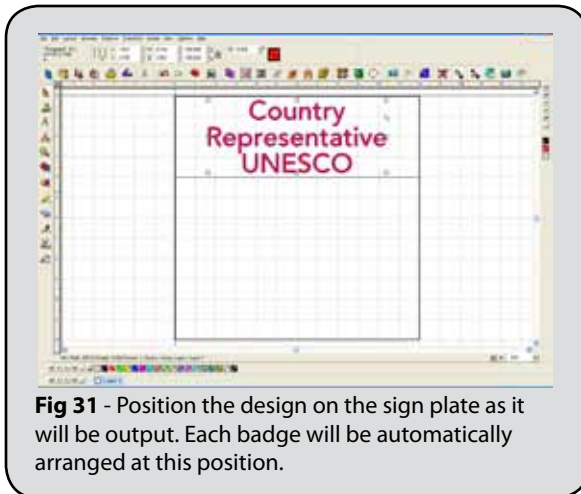 Country
Representative
UNESCO
Fig 31 - Position the design on the sign plate as it
will be output. Each badge will be automatically
arranged at this position.